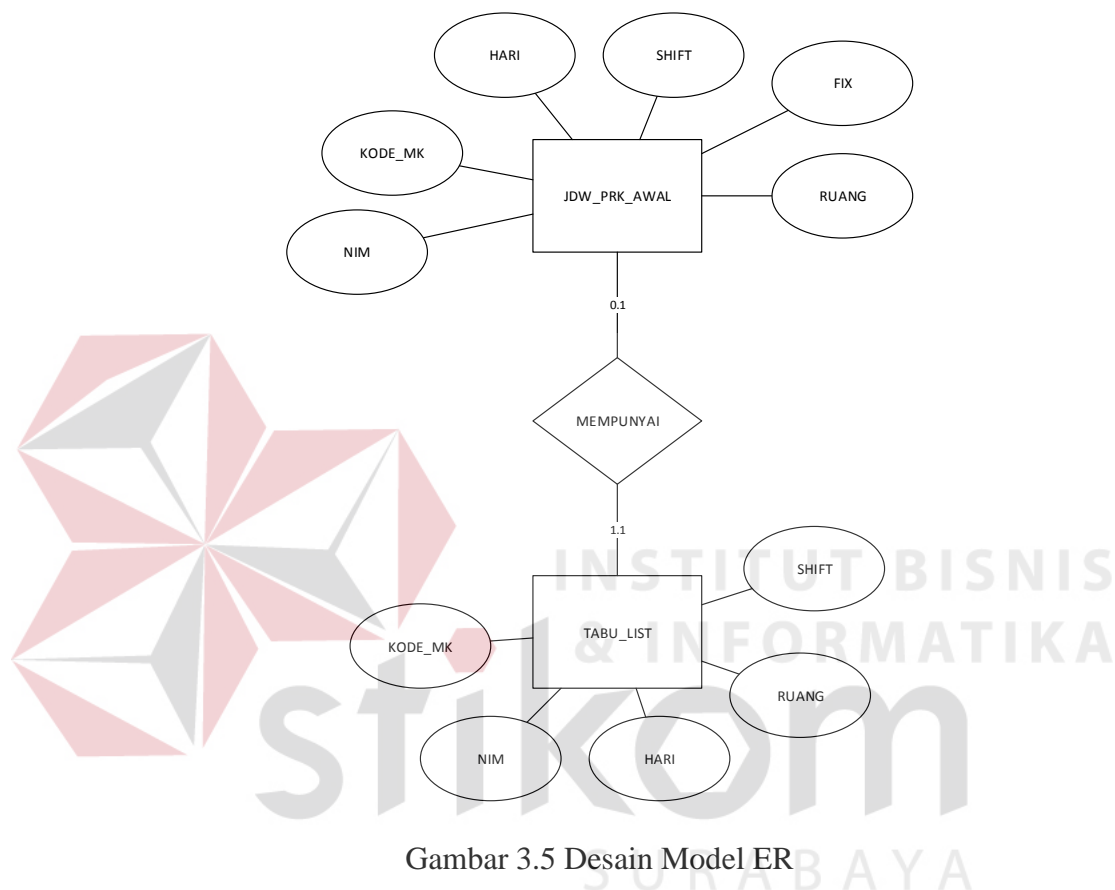 HARI
SHIFT
FIX
KODE_MK
JDW_PRK_AWAL
RUANG
NIM
0.1
MEMPUNYAI
1.1
SHIFT
INSTITUT BISNIS
KODE_MK
TABU_LIST
& INFORMATIKA
RUANG
stikom
NIM
HARI
Gambar 3.5 Desain Model ER
SURABAYA